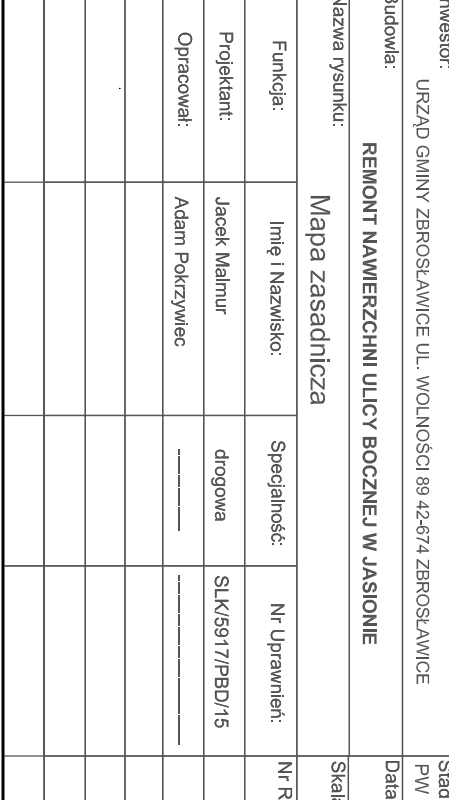 nwestor:
URZĄD GMINY ZBROSŁAWICE UL. WOLNOŚCI 89 42-674 ZBROSŁAWICE
Stad
PW
Budowla:
REMONT NAWIERZCHNI ULICY BOCZNEJ W JASIONIE
Data
Nazwa rysunku:
Mapa zasadnicza
Skala
Funkcja: Imię i Nazwisko: Specjalność: Nr Uprawnień: Nr R
Projektant: Jacek Malmur drogowa SLK/5917/PBD/15
Opracował: Adam Pokrzywiec ------ ------------